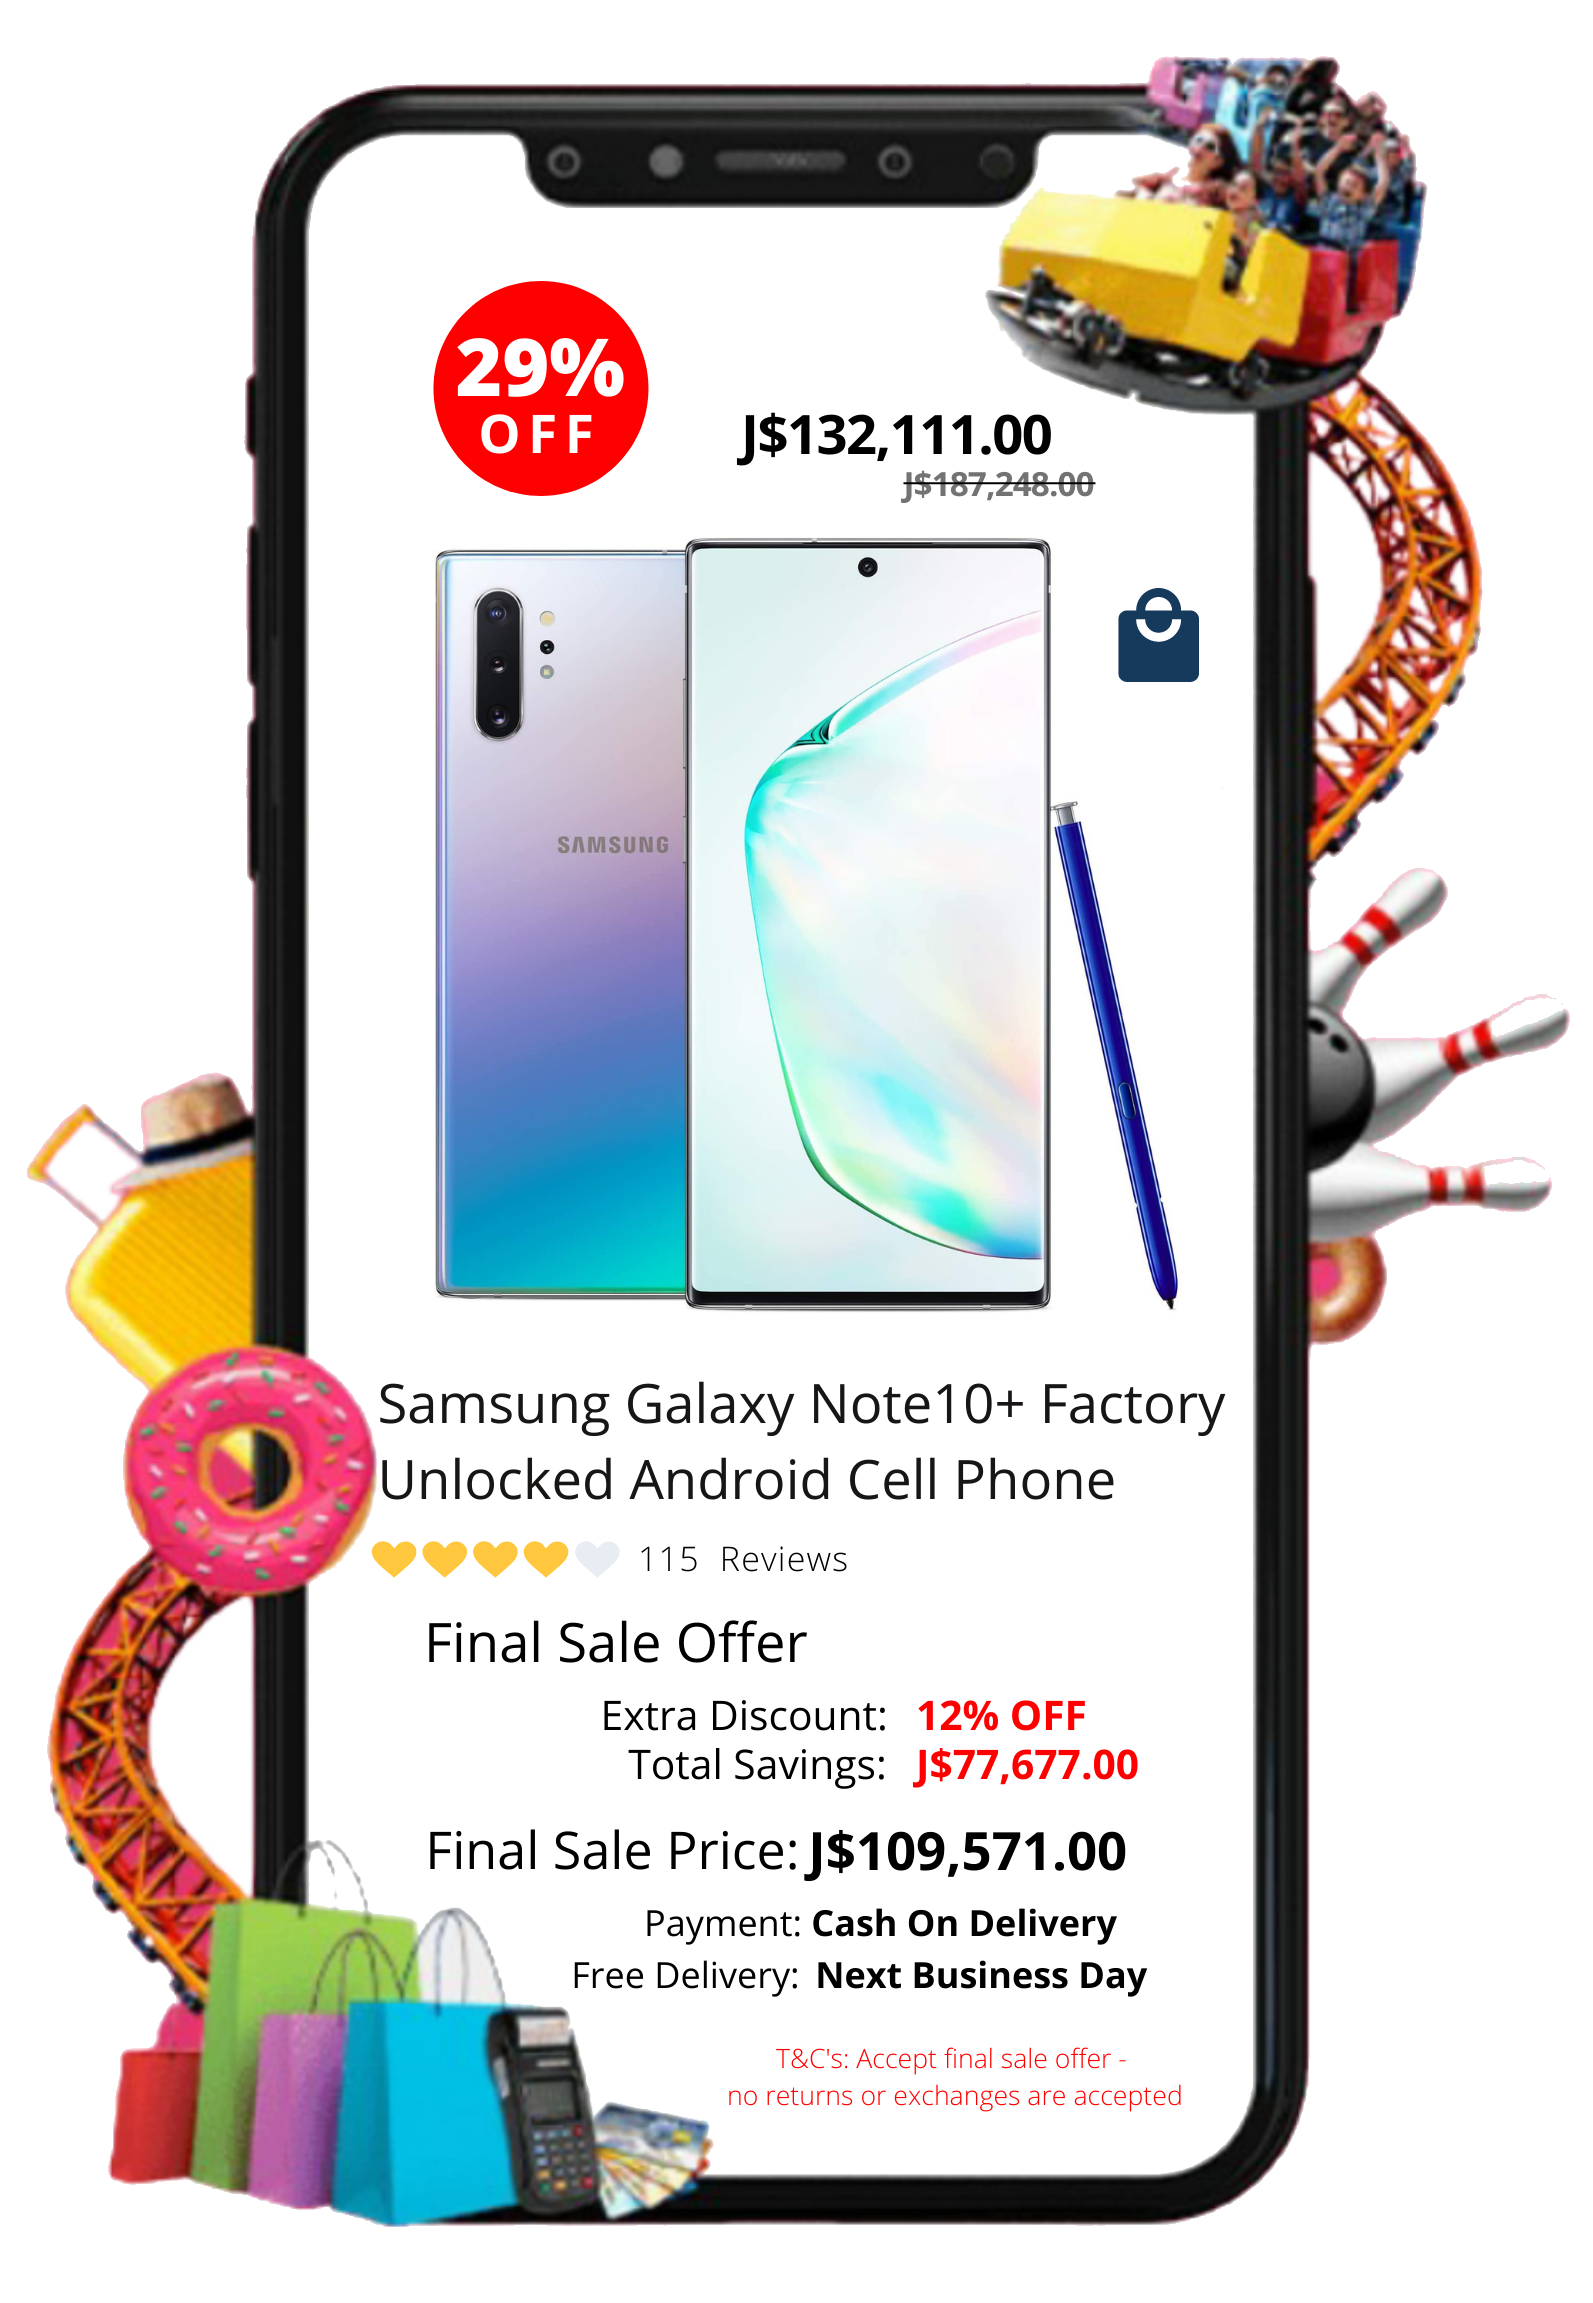 29%
OFF
J$132,111.00
J$187,248.00
SAMSUNG
Samsung Galaxy Note10+ Factory
Unlocked Android Cell Phone
115 Reviews
Final Sale Offer
Extra Discount: 12% OFF
Total Savings: J$77,677.00
Final Sale Price: J$109,571.00
Payment: Cash On Delivery
Free Delivery: Next Business Day
T&C's: Accept final sale offer -
no returns or exchanges are accepted